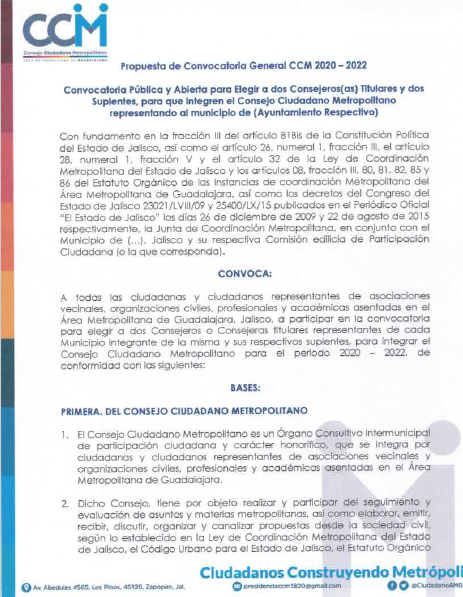 CCM
Consejo Ciudadano Metropolitano
ÁREA METROPOLITANA DE GUADALAJARA
Propuesta de Convocatoria General CCM 2020 – 2022
Convocatoria Pública y Abierta para Elegir a dos Consejeros(as) Titulares y dos
Suplentes, para que integren el Consejo Ciudadano Metropolitano
representando al municipio de (Ayuntamiento Respectivo)
Con fundamento en la fracción III del artículo 81Bis de la Constitución Política
del Estado de Jalisco, así como el artículo 26, numeral 1, fracción III, el artículo
28, numeral 1, fracción V y el artículo 32 de la Ley de Coordinación
Metropolitana del Estado de Jalisco y los artículos 08, fracción III, 80, 81, 82, 85 y
86 del Estatuto Orgánico de las instancias de coordinación Metropolitana del
Área Metropolitana de Guadalajara, así como los decretos del Congreso del
Estado de Jalisco 23021/LVIII/09 y 25400/LX/15 publicados en el Periódico Oficial
"El Estado de Jalisco" los días 26 de diciembre de 2009 y 22 de agosto de 2015
respectivamente, la Junta de Coordinación Metropolitana, en conjunto con el
Municipio de (...), Jalisco y su respectiva Comisión edilicia de Participación
Ciudadana (o la que corresponda).
CONVOCA:
A todas las ciudadanas y ciudadanos representantes de asociaciones
vecinales, organizaciones civiles, profesionales y académicas asentadas en el
Área Metropolitana de Guadalajara, Jalisco, a participar en la convocatoria
para elegir a dos Consejeros o Consejeras titulares representantes de cada
Municipio integrante de la misma y sus respectivos suplentes, para integrar el
Consejo Ciudadano Metropolitano para el periodo 2020 – 2022, de
conformidad con las siguientes:
BASES:
PRIMERA. DEL CONSEJO CIUDADANO METROPOLITANO
1. El Consejo Ciudadano Metropolitano es un Órgano Consultivo Intermunicipal
de participación ciudadana y carácter honorífico, que se integra por
ciudadanas y ciudadanos representantes de asociaciones vecinales y
organizaciones civiles, profesionales y académicas asentadas en el Área
Metropolitana de Guadalajara.
2. Dicho Consejo, tiene por objeto realizar y participar del seguimiento y
evaluación de asuntos y materias metropolitanas, así como elaborar, emitir,
recibir, discutir, organizar y canalizar propuestas desde la sociedad civil,
según lo establecido en la Ley de Coordinación Metropolitana del Estado
de Jalisco, el Código Urbano para el Estado de Jalisco, el Estatuto Orgánico
Ciudadanos Construyendo Metrópoli
Av. Abedules #565, Los Pinos, 45120, Zapopan, Jal.
presidenciaccm1820@gmail.com
@CiudadanoAMG